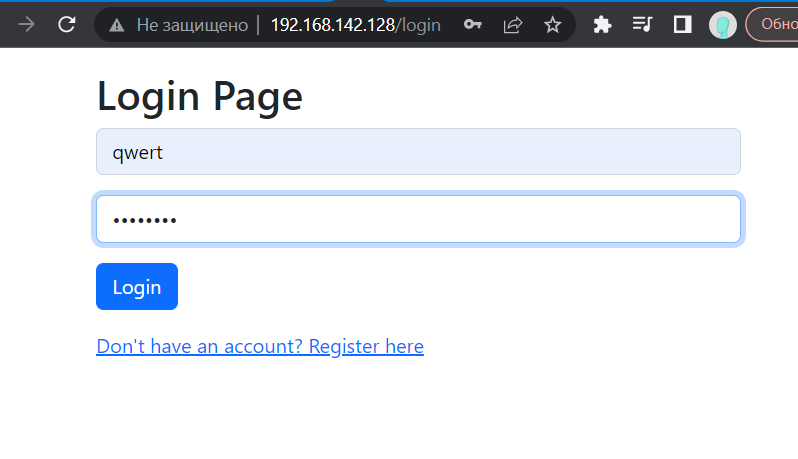 Не защищено | 192.168.142.128/login Обно
Login Page
qwert
••••••••
Login
Don't have an account? Register here